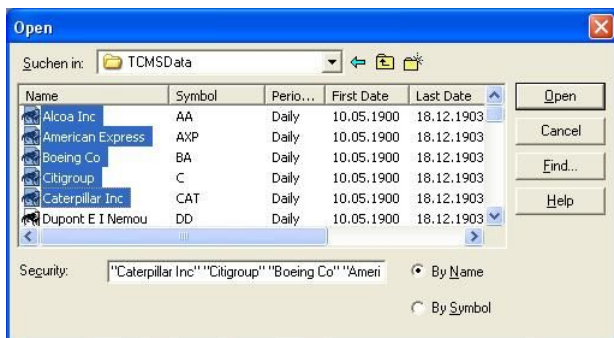 Open
Suchen in: TCMSData
Name Symbol Perio... First Date Last Date
Alcoa Inc AA Daily 10.05.1900 18.12.1903
American Express AXP Daily 10.05.1900 18.12.1903
Boeing Co BA Daily 10.05.1900 18.12.1903
Citigroup C Daily 10.05.1900 18.12.1903
Caterpillar Inc CAT Daily 10.05.1900 18.12.1903
Dupont E I Nemou DD Daily 10.05.1900 18.12.1903
Open
Cancel
Find...
Help
Security: "Caterpillar Inc" "Citigroup" "Boeing Co" "Ameri
By Name
By Symbol